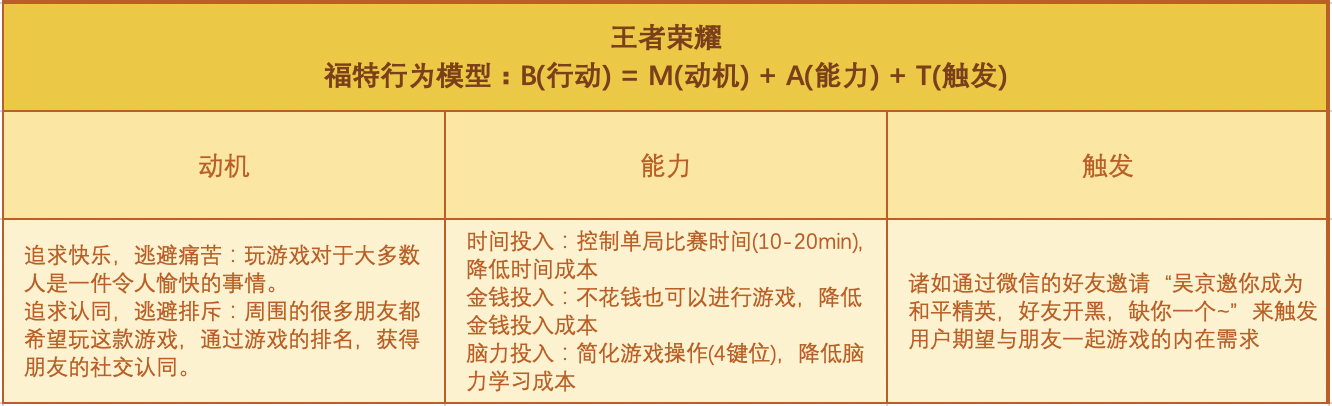 王者荣耀
福特行为模型：B(行动) = M(动机) + A(能力) + T(触发)
动机
能力
触发
追求快乐，逃避痛苦：玩游戏对于大多数
人是一件令人愉快的事情。
追求认同，逃避排斥：周围的很多朋友都
希望玩这款游戏，通过游戏的排名，获得
朋友的社交认同。
时间投入：控制单局比赛时间(10-20min),
降低时间成本
金钱投入：不花钱也可以进行游戏，降低
金钱投入成本
脑力投入：简化游戏操作(4键位)，降低脑
力学习成本
诸如通过微信的好友邀请“吴京邀你成为
和平精英，好友开黑，缺你一个~”来触发
用户期望与朋友一起游戏的内在需求